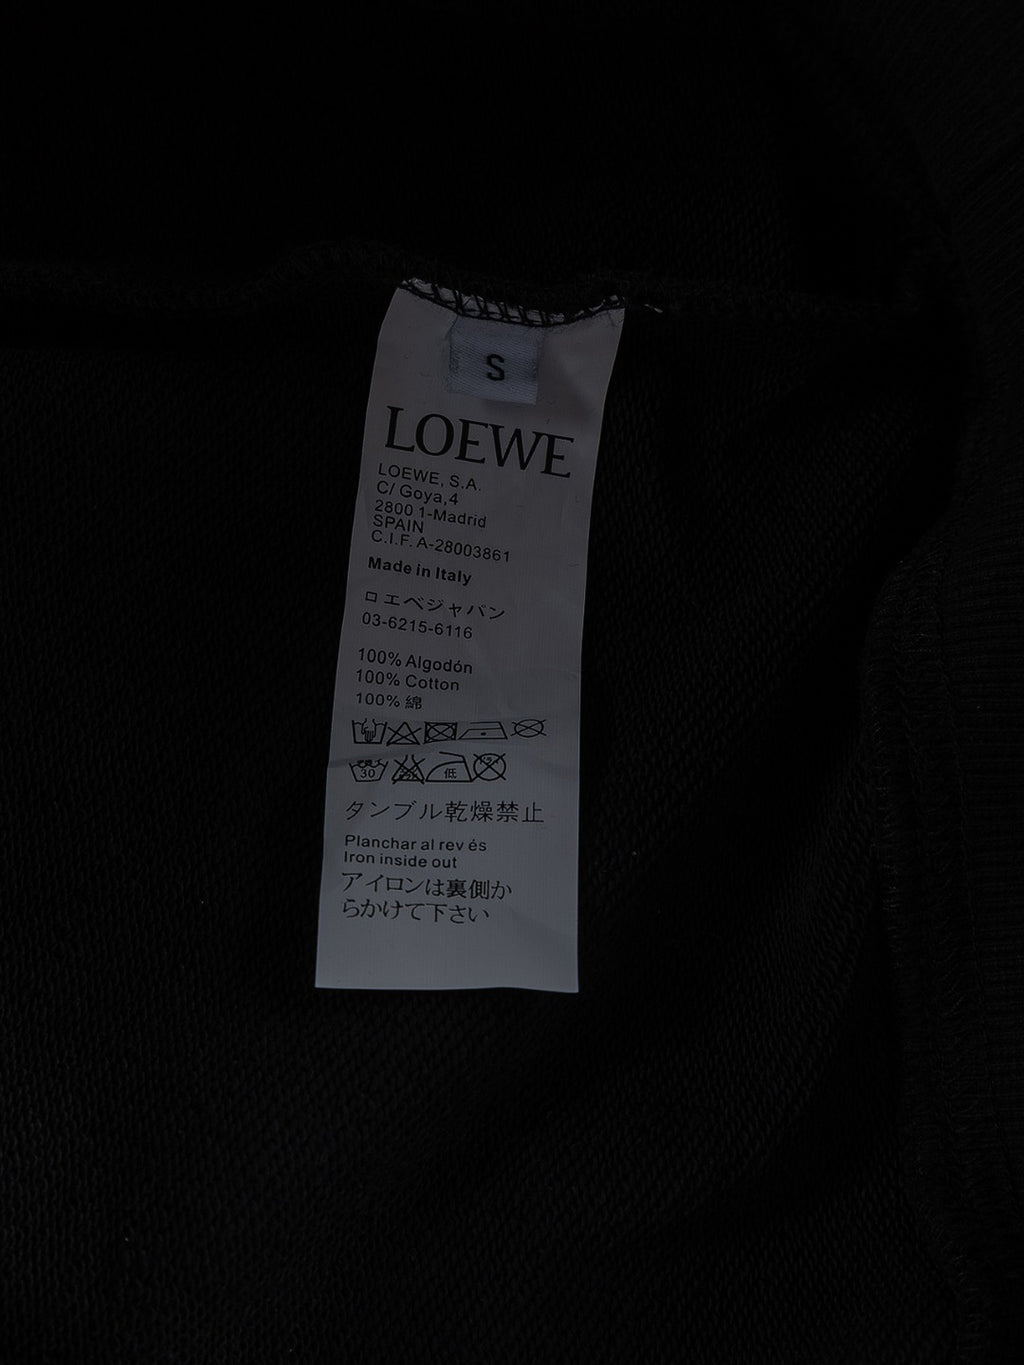 S
LOEWE
LOEWE, S.A.
C/ Goya,4
2800 1-Madrid
SPAIN
C.I.F. A-28003861
Made in Italy
ロエベジャバン
03-6215-6116
100% Algodón
100% Cotton
100% 綿
30 低
タンブル乾燥禁止
Planchar al rev és
Iron inside out
アイロンは裏側か
らかけて下さい